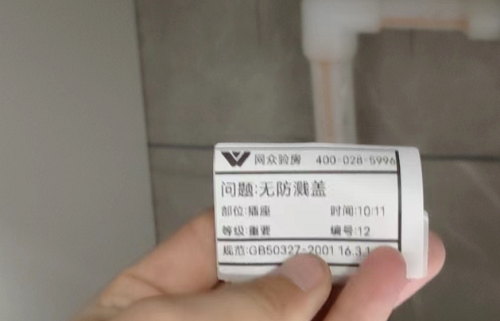 网众验房 400-028-5996
问题:无防溅盖
部位:插座 时间:10:11
等级:重要 编号:12
规范:GB50327-2001 16.3.1